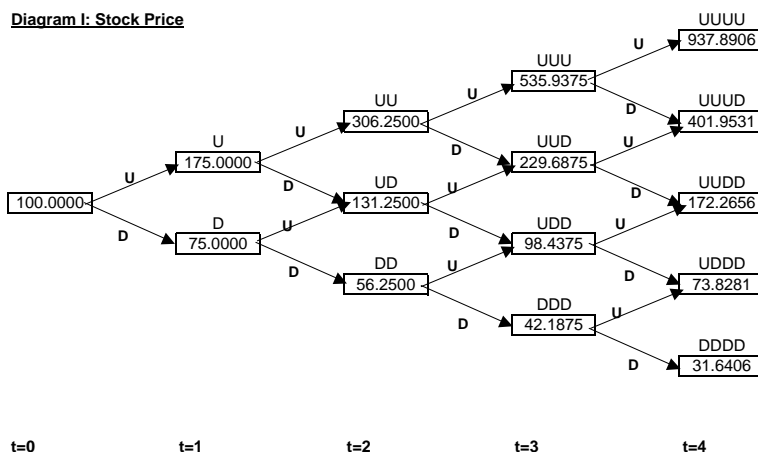 Diagram I: Stock Price
UUUU
937.8906
U
UUU
535.9375
U
D
UUUD
401.9531
UU
306.2500
U
U
D
UUD
229.6875
U
175.0000
U
D
UUDD
172.2656
100.0000
U
D
UD
131.2500
U
D
UDD
98.4375
D
75.0000
U
D
UDDD
73.8281
D
DD
56.2500
U
U
D
DDD
42.1875
D
DDDD
31.6406
D
t=0 t=1 t=2 t=3 t=4